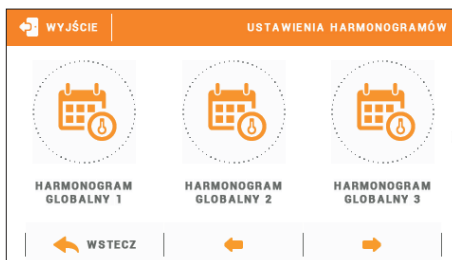 WYJŚCIE
USTAWIENIA HARMONOGRAMÓW
HARMONOGRAM
GLOBALNY 1
HARMONOGRAM
GLOBALNY 2
HARMONOGRAM
GLOBALNY 3
WSTECZ